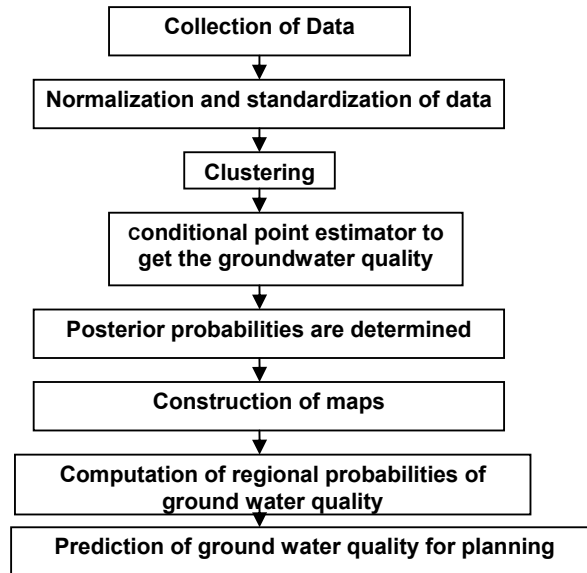 Collection of Data
Normalization and standardization of data
Clustering
conditional point estimator to
get the groundwater quality
Posterior probabilities are determined
Construction of maps
Computation of regional probabilities of
ground water quality
Prediction of ground water quality for planning